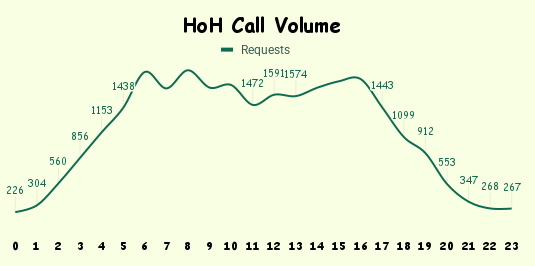 HoH Call Volume
Requests
226 304 560 856 1153 1438 1472 1591 1574 1443 1099 912 553 347 268 267
0 1 2 3 4 5 6 7 8 9 10 11 12 13 14 15 16 17 18 19 20 21 22 23